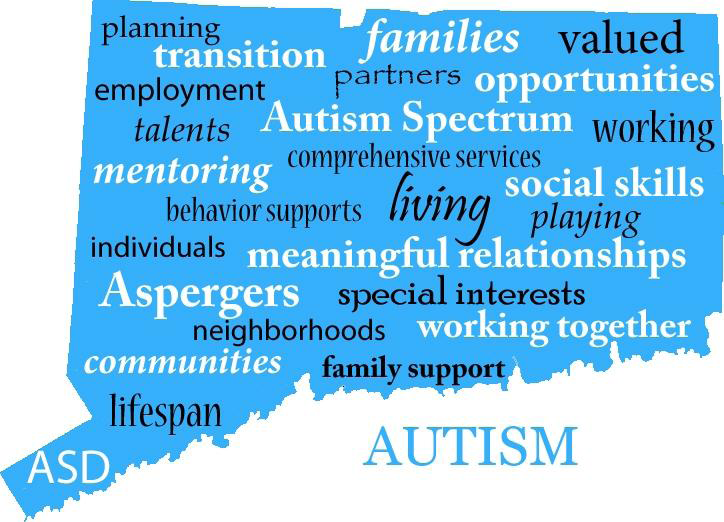 planning
families
valued
transition
partners
opportunities
employment
talents
Autism Spectrum
working
mentoring
comprehensive services
social skills
behavior supports
living
playing
individuals
meaningful relationships
Aspergers
special interests
neighborhoods
working together
communities
family support
lifespan
ASD
AUTISM